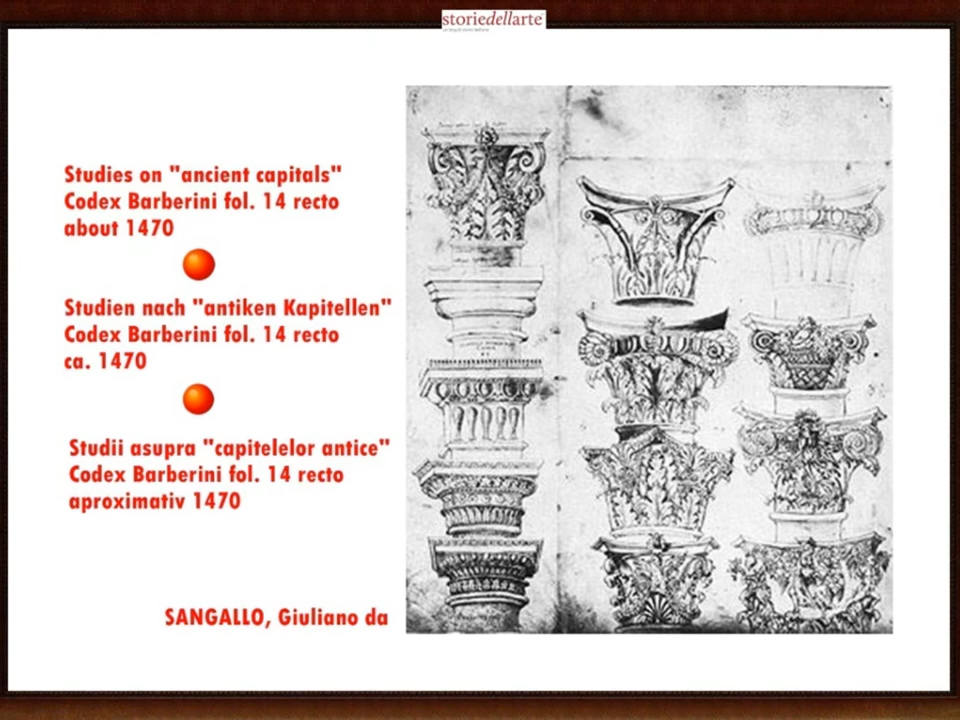 storiedellarte
Studies on "ancient capitals"
Codex Barberini fol. 14 recto
about 1470
Studien nach "antiken Kapitellen"
Codex Barberini fol. 14 recto
ca. 1470
Studii asupra "capitelelor antice"
Codex Barberini fol. 14 recto
aproximativ 1470
SANGALLO, Giuliano da